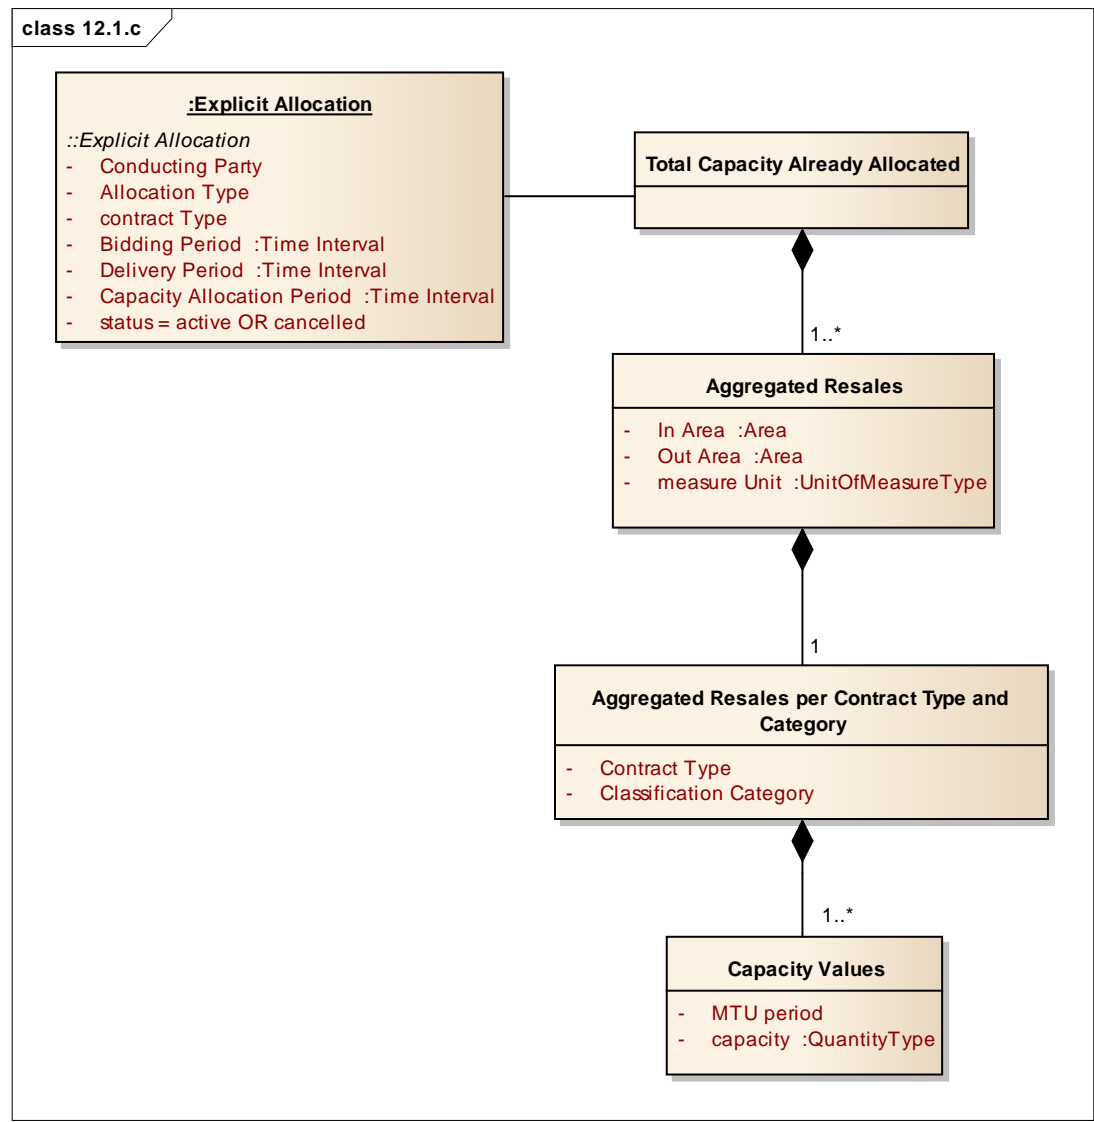 class 12.1.c
:Explicit Allocation
::Explicit Allocation
- Conducting Party
- Allocation Type
- contract Type
- Bidding Period :Time Interval
- Delivery Period :Time Interval
- Capacity Allocation Period :Time Interval
- status = active OR cancelled
Total Capacity Already Allocated
1..*
Aggregated Resales
- In Area :Area
- Out Area :Area
- measure Unit :UnitOfMeasureType
1
Aggregated Resales per Contract Type and
Category
- Contract Type
- Classification Category
1..*
Capacity Values
- MTU period
- capacity :QuantityType